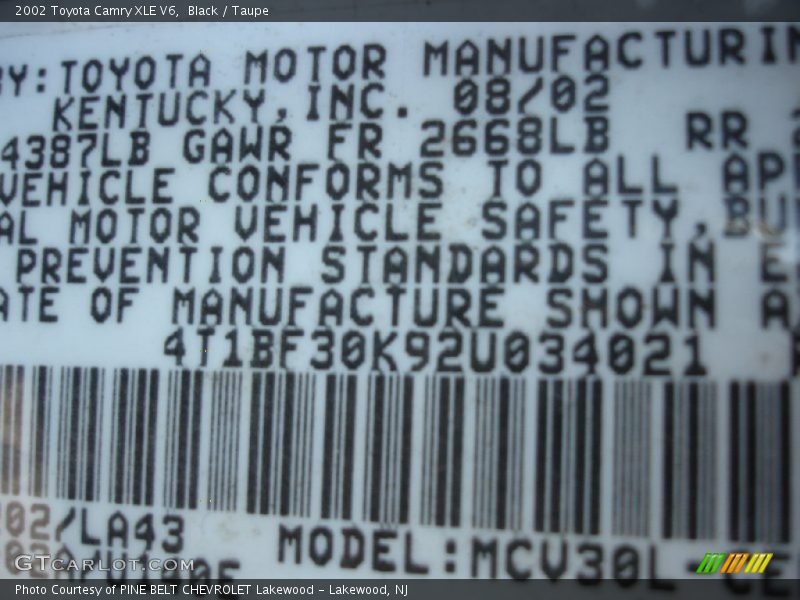 2002 Toyota Camry XLE V6, Black / Taupe
BY: TOYOTA MOTOR MANUFACTURIN
KENTUCKY, INC. 08/02
4387LB GAWR FR 2668LB RR
VEHICLE CONFORMS TO ALL AP
AL MOTOR VEHICLE SAFETY, BU
PREVENTION STANDARDS IN E
ATE OF MANUFACTURE SHOWN A
4T1BF30K92U034021
02/LA43 MODEL: MCV30L
GTCarLot.com
Photo Courtesy of PINE BELT CHEVROLET Lakewood - Lakewood, NJ